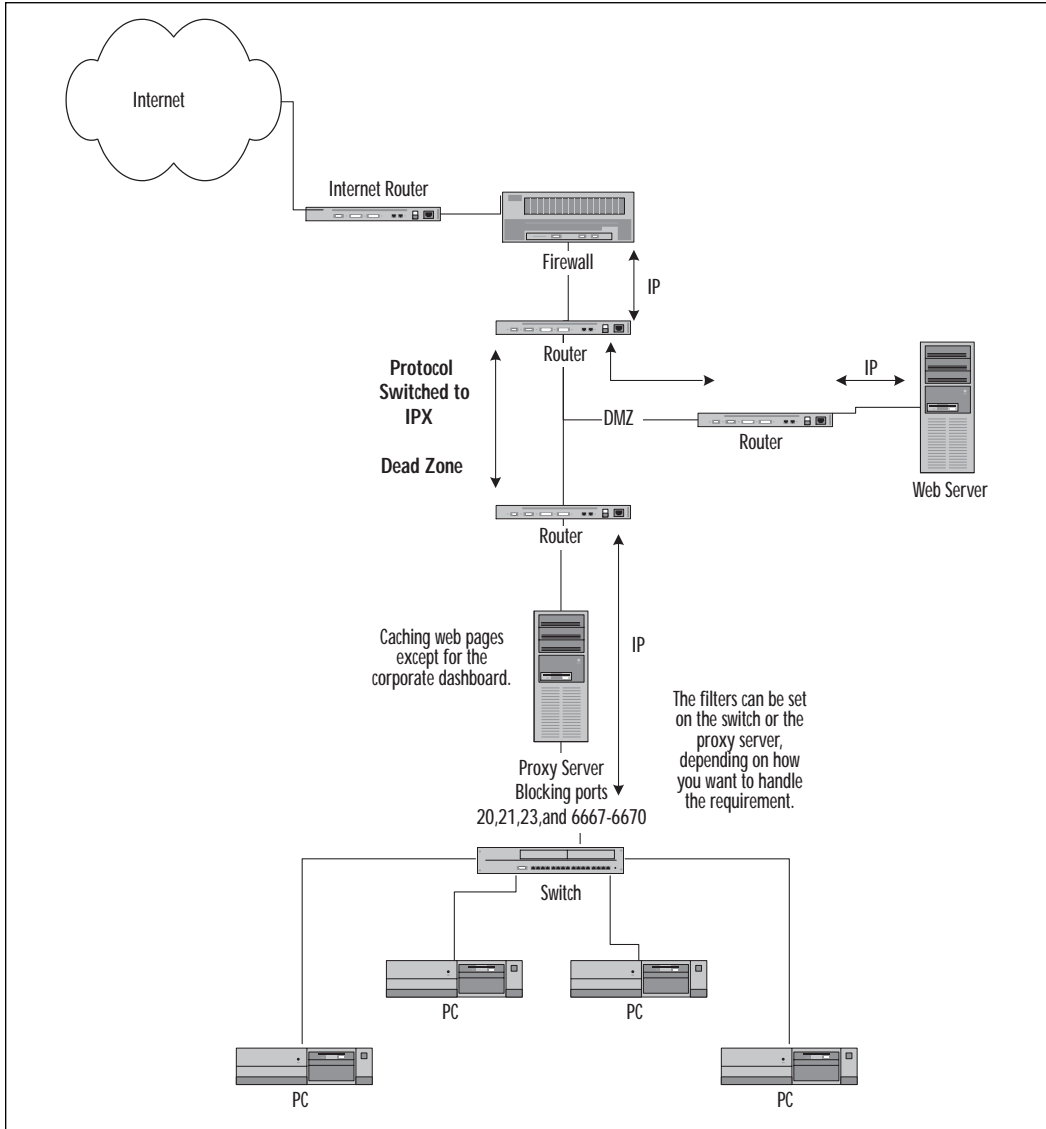 Internet
Internet Router
Firewall
IP
Router
Protocol
Switched to
IPX
IP
DMZ
Router
Dead Zone
Web Server
Router
Caching web pages
except for the
corporate dashboard.
IP
The filters can be set
on the switch or the
proxy server,
depending on how
you want to handle
the requirement.
Proxy Server
Blocking ports
20,21,23,and 6667-6670
Switch
PC
PC
PC
PC